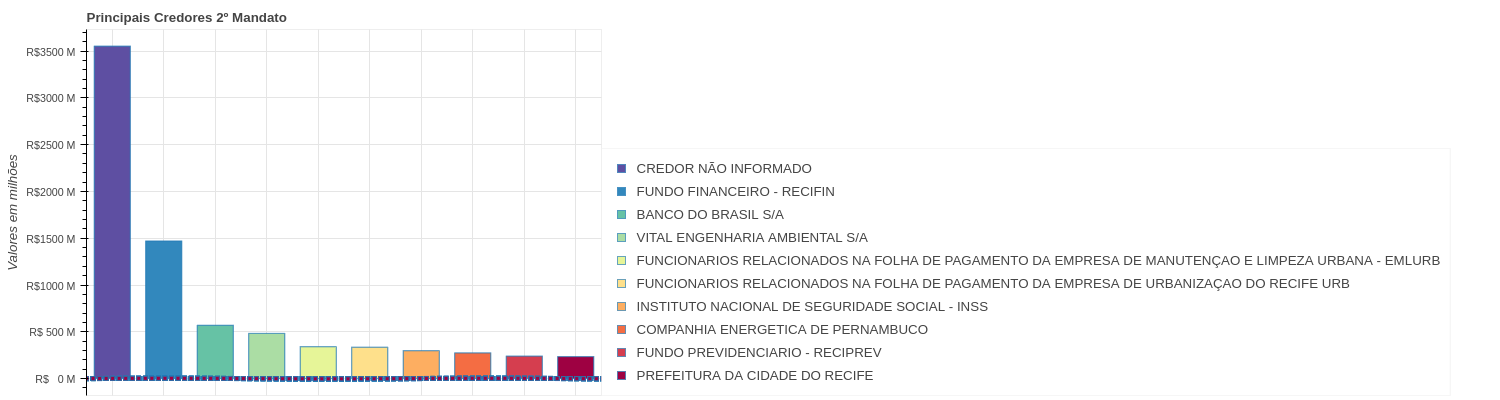 Principais Credores 2º Mandato
Valores em milhões
R$3500 M
R$3000 M
R$2500 M
R$2000 M
R$1500 M
R$1000 M
R$ 500 M
R$   0 M
CREDOR NÃO INFORMADO
FUNDO FINANCEIRO - RECIFIN
BANCO DO BRASIL S/A
VITAL ENGENHARIA AMBIENTAL S/A
FUNCIONARIOS RELACIONADOS NA FOLHA DE PAGAMENTO DA EMPRESA DE MANUTENÇAO E LIMPEZA URBANA - EMLURB
FUNCIONARIOS RELACIONADOS NA FOLHA DE PAGAMENTO DA EMPRESA DE URBANIZAÇAO DO RECIFE URB
INSTITUTO NACIONAL DE SEGURIDADE SOCIAL - INSS
COMPANHIA ENERGETICA DE PERNAMBUCO
FUNDO PREVIDENCIARIO - RECIPREV
PREFEITURA DA CIDADE DO RECIFE